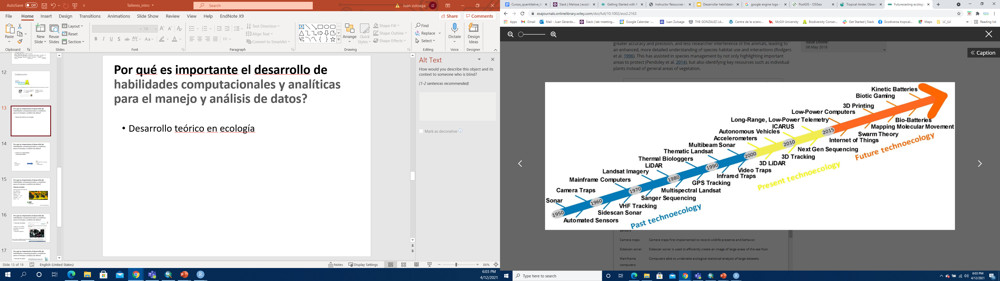 AutoSave Off
Talleres_intro
Search
Juan zuloaga
JZ
File Home Insert Design Transitions Animations Slide Show Review View Help EndNote X9
Share Comments
Paste
New Slide
Reuse Slides
Layout
Reset
Section
18
B I U S ab AV Aa
Text Direction
Align Text
Convert to SmartArt
Arrange
Quick Styles
Shape Fill
Shape Outline
Shape Effects
Find
Replace
Select
Dictate
Design Ideas
Clipboard Slides Font Paragraph Drawing Editing Voice Designer
12
Colaboración
13
14
15
16
17
Por qué es importante el desarrollo de
habilidades computacionales y analíticas
para el manejo y análisis de datos?
• Desarrollo teórico en ecología
Alt Text
How would you describe this object and its
context to someone who is blind?
(1-2 sentences recommended)
Mark as decorative
Slide 13 of 19
English (United States)
Notes
Display Settings
86%
6:03 PM
4/12/2021
Cursos_quantitative_th
Slack | Melissa | ecodiv
Getting Started with R
Instructor Resources –
Desarrollar habilidades
google engine logo -
PostGIS - OSGeo
Tropical Andes Observ
Futurecasting ecologi
esajournals.onlinelibrary.wiley.com/doi/full/10.1002/ecs2.2163
Apps
Gmail
Mail - Juan Gerardo...
Slack | lab-meeting...
Google Calendar -...
Juan Zuloaga
THE GONZALEZ LA...
Centre de la scienc...
McGill University
Biodiversity Conser...
Get Started | Slack
Ecodiversa tropical...
Maps
LC_LU
Reading list
Issue Online:
08 May 2018
Caption
greater accuracy and precision, and less researcher interference of the animals, leading to
an enhanced, more detailed understanding of species habitat use and interactions (Rodgers
et al. 1996). This has assisted in species management by not only highlighting important
areas to protect (Pendoley et al. 2014), but also identifying key resources such as individual
plants instead of general areas of vegetation.
Kinetic Batteries
Biotic Gaming
3D Printing
Low-Power Computers
Long-Range, Low-Power Telemetry
ICARUS
Autonomous Vehicles
Accelerometers
Multibeam Sonar
Thematic Landsat
Thermal Biologgers
LiDAR
Landsat Imagery
Mainframe Computers
Camera Traps
Sonar
1950
1960
1970
1980
1990
2000
2010
2015
Bio-Batteries
Mapping Molecular Movement
Swarm Theory
Internet of Things
Next Gen Sequencing
3D Tracking
3D LiDAR
Video Traps
Infrared Traps
GPS Tracking
Multispectral Landsat
Sanger Sequencing
VHF Tracking
Sidescan Sonar
Automated Sensors
Past technoecology
Present technoecology
Future technoecology
sensors
Camera traps Camera traps first implemented to record wildlife presence and behavior
Sidescan sonar Sidescan sonar is used to efficiently create an image of large areas of the sea floor
Mainframe Computers able to undertake ecological statistical analysis of large datasets
computers
Type here to search
6:03 PM
4/12/2021